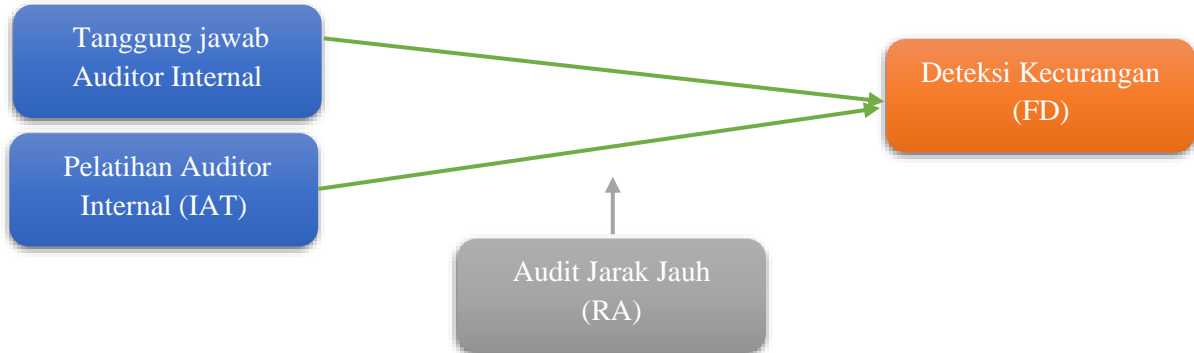 Tanggung jawab
Auditor Internal
Deteksi Kecurangan
(FD)
Pelatihan Auditor
Internal (IAT)
Audit Jarak Jauh
(RA)